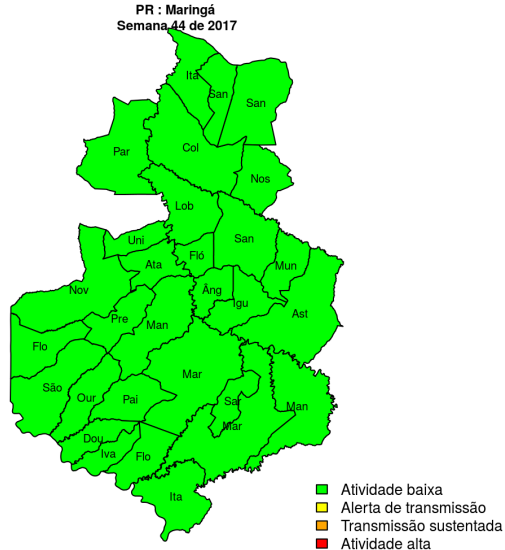 PR : Maringá
Semana 44 de 2017
Ita
San
San
Par
Col
Nos
Lob
Uni
San
Fló
Ata
Mun
Nov
Âng
Igu
Ast
Pre
Man
Flo
Mar
São
Our
Pai
Sar
Man
Mar
Dou
Iva
Flo
Ita
Atividade baixa
Alerta de transmissão
Transmissão sustentada
Atividade alta